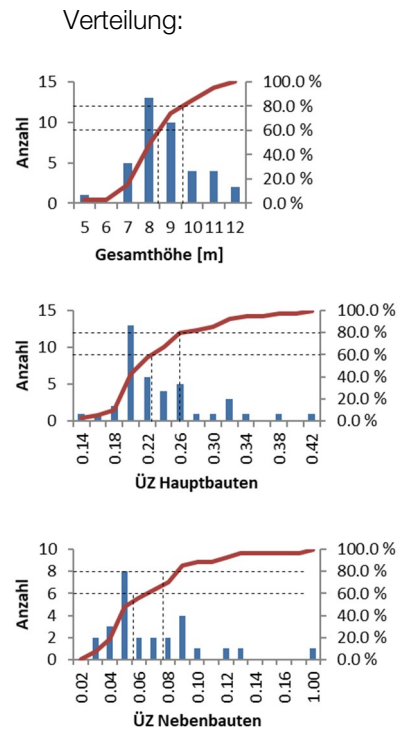 Verteilung:
15 100.0 %
80.0 %
10 60.0 %
5 40.0 %
20.0 %
0 0.0 %
Anzahl
5 6 7 8 9 10 11 12
Gesamthöhe [m]
15 100.0 %
80.0 %
10 60.0 %
5 40.0 %
20.0 %
0 0.0 %
Anzahl
0.14 0.18 0.22 0.26 0.30 0.34 0.38 0.42
ÜZ Hauptbauten
10 100.0 %
8 80.0 %
6 60.0 %
4 40.0 %
2 20.0 %
0 0.0 %
Anzahl
0.02 0.04 0.06 0.08 0.10 0.12 0.14 0.16 1.00
ÜZ Nebenbauten